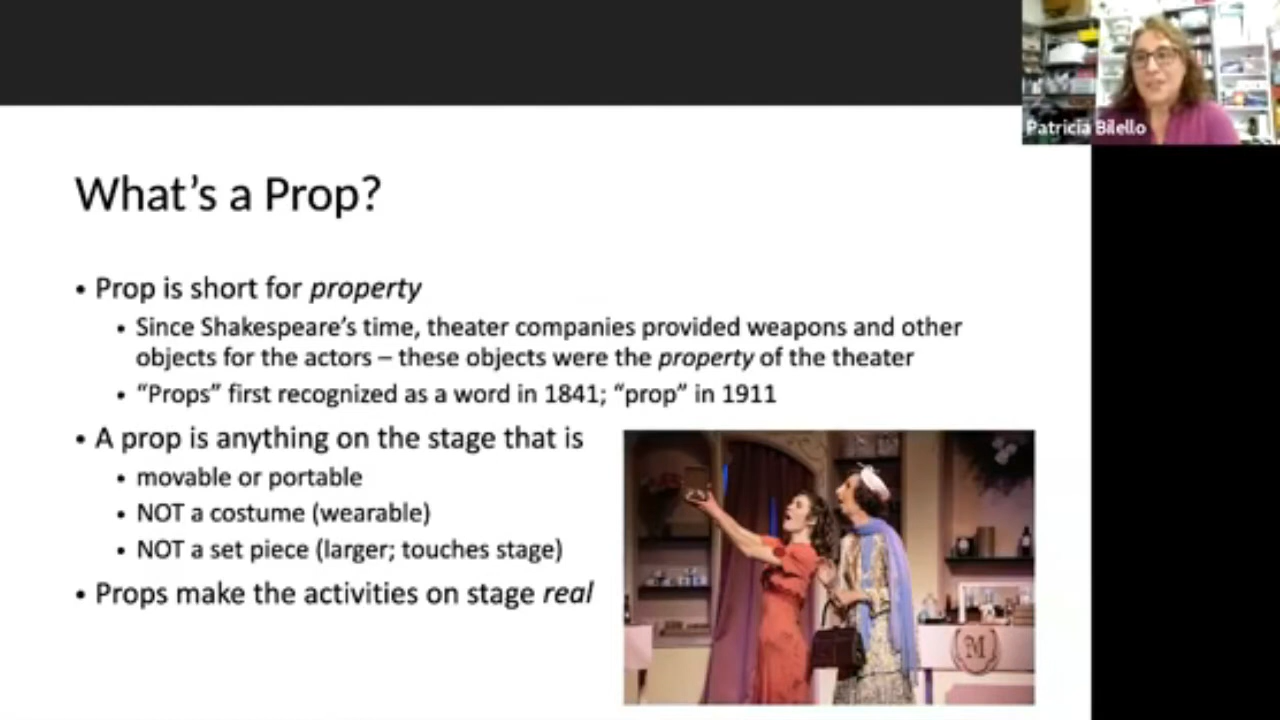 Patricia Bilello
What’s a Prop?
• Prop is short for property
• Since Shakespeare’s time, theater companies provided weapons and other
objects for the actors – these objects were the property of the theater
• “Props” first recognized as a word in 1841; “prop” in 1911
• A prop is anything on the stage that is
• movable or portable
• NOT a costume (wearable)
• NOT a set piece (larger; touches stage)
• Props make the activities on stage real
M